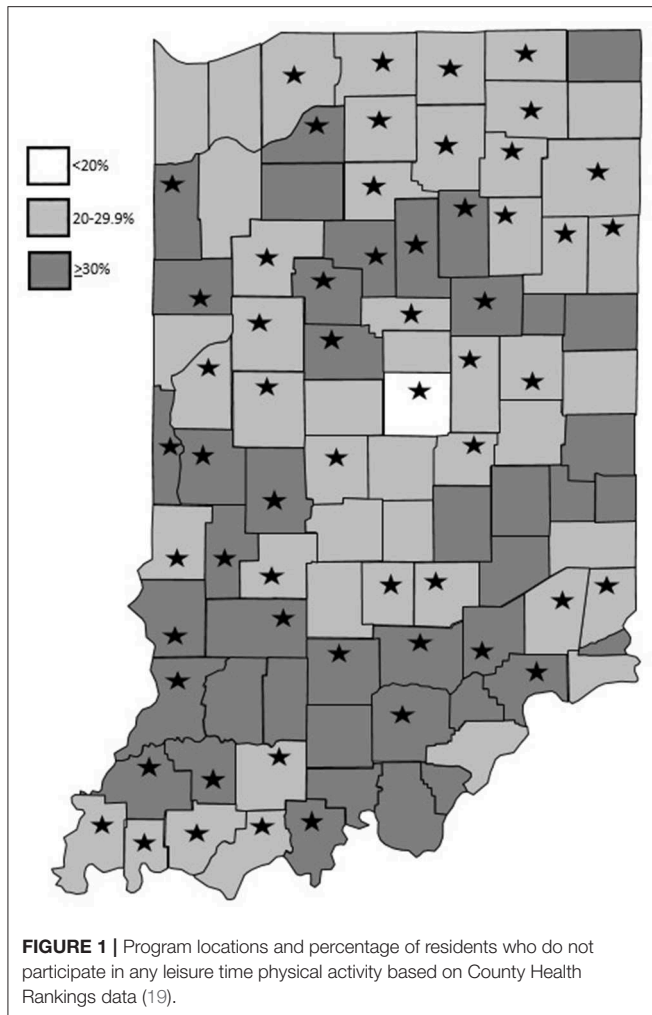 <20%
20-29.9%
≥30%
FIGURE 1 | Program locations and percentage of residents who do not
participate in any leisure time physical activity based on County Health
Rankings data (19).